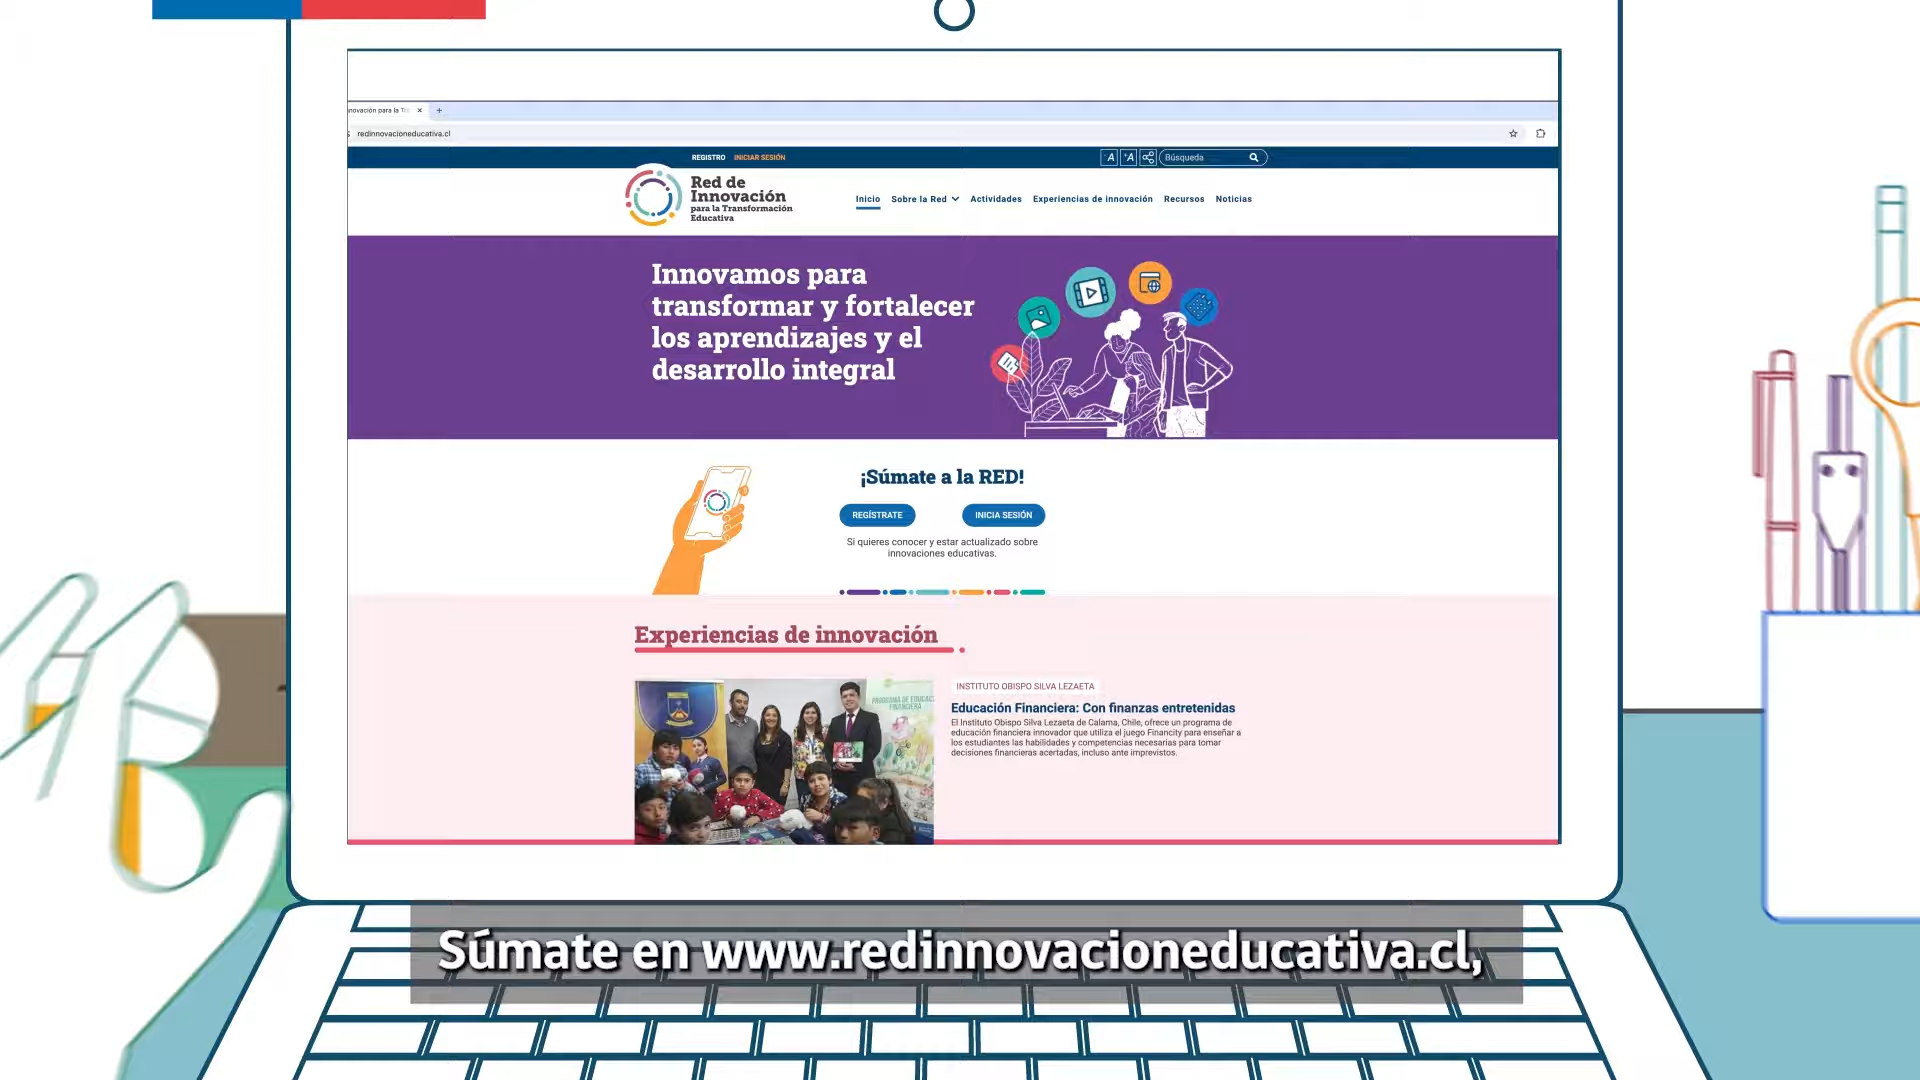 redinnovacioneducativa.cl
REGISTRO INICIAR SESIÓN
-A +A Búsqueda
Red de
Innovación
para la Transformación
Educativa
Inicio Sobre la Red Actividades Experiencias de innovación Recursos Noticias
Innovamos para
transformar y fortalecer
los aprendizajes y el
desarrollo integral
¡Súmate a la RED!
REGÍSTRATE INICIA SESIÓN
Si quieres conocer y estar actualizado sobre
innovaciones educativas.
Experiencias de innovación
PROGRAMA DE
FINANCIERA
INSTITUTO OBISPO SILVA LEZAETA
Educación Financiera: Con finanzas entretenidas
El Instituto Obispo Silva Lezaeta de Calama, Chile, ofrece un programa de
educación financiera innovador que utiliza el juego Financity para enseñar a
los estudiantes las habilidades y competencias necesarias para tomar
decisiones financieras acertadas, incluso ante imprevistos.
Súmate en www.redinnovacioneducativa.cl,